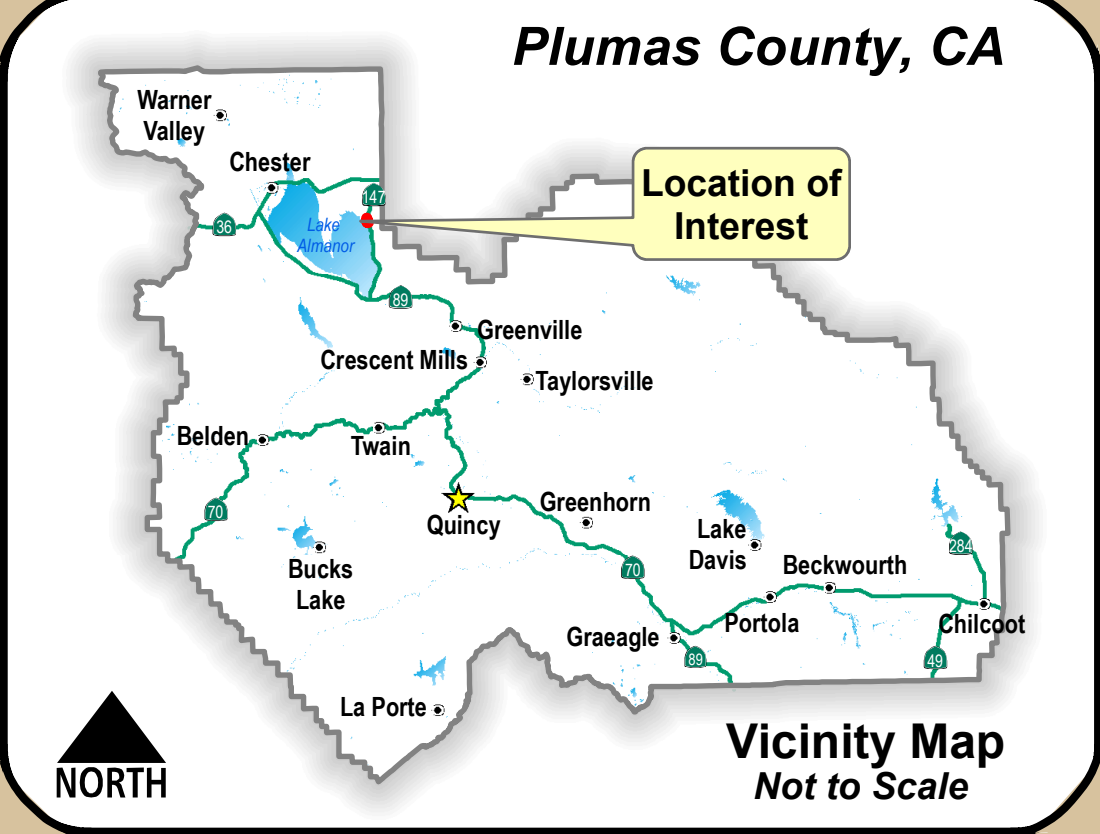 Plumas County, CA
Warner
Valley
Chester
Location of
Interest
147
36
Lake
Almanor
89
Greenville
Crescent Mills
Taylorsville
Belden
Twain
70
Quincy
Greenhorn
Lake
Davis
284
Bucks
Lake
70
Beckwourth
Portola
Chilcoot
Graeagle
89
49
La Porte
Vicinity Map
Not to Scale
NORTH